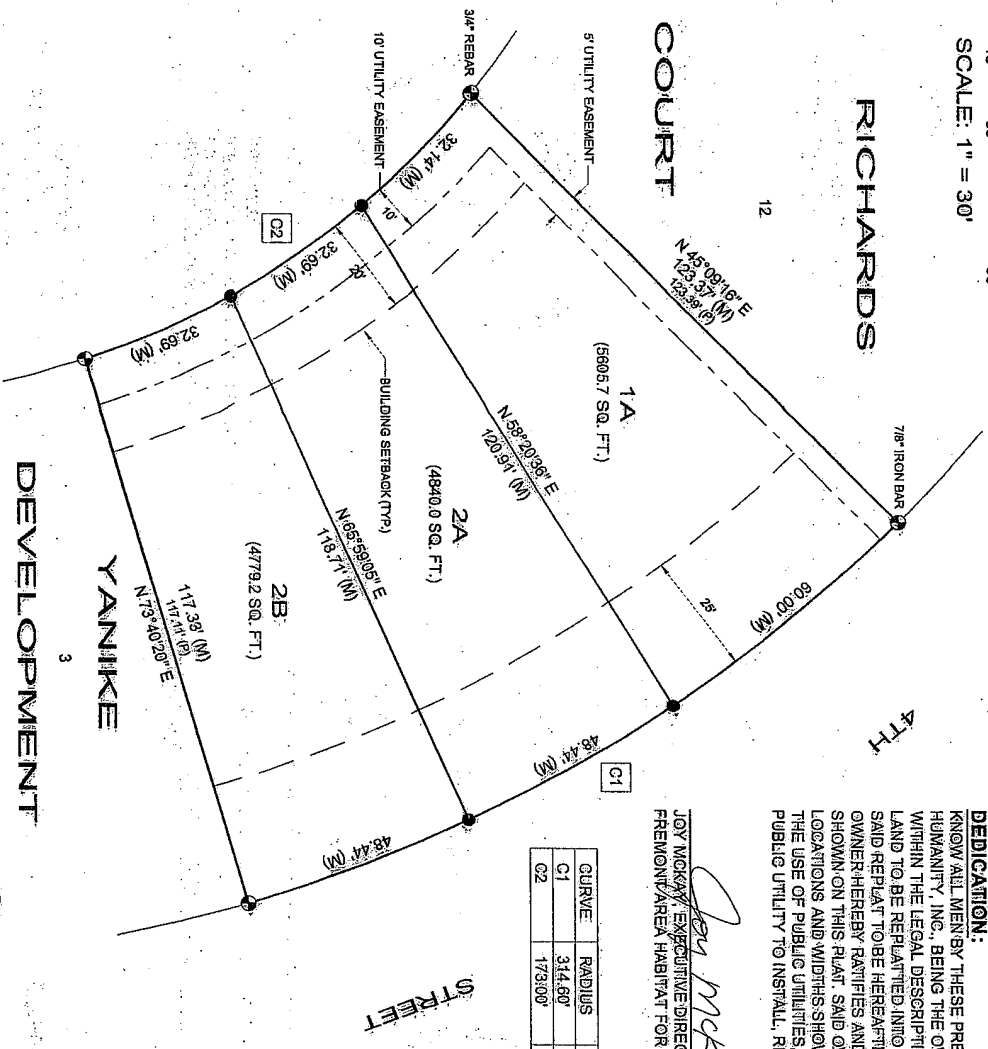 SCALE: 1" = 30'
RICHARDS
COURT
12
3/4" REBAR
10' UTILITY EASEMENT
5' UTILITY EASEMENT
7/8" IRON BAR
N 45°09'16" E
123.37' (M)
123.39' (P)
32.14' (M)
10'
20'
C2
32.69' (M)
32.69' (M)
1A
(5605.7 SQ. FT.)
N 58°20'36" E
120.91' (M)
BUILDING SETBACK (TYP.)
2A
(4840.0 SQ. FT.)
N 65°59'05" E
118.71' (M)
2B
(4779.2 SQ. FT.)
117.38' (M)
117.11' (P)
N 73°40'20" E
25'
60.00' (M)
48.44' (M)
48.44' (M)
C1
4TH
STREET
YANIKE
3
DEVELOPMENT
DEDICATION:
KNOW ALL MEN BY THESE PRE
HUMANITY, INC., BEING THE O
WITHIN THE LEGAL DESCRIPTI
LAND TO BE REPLATTED INTO
SAID REPLAT TO BE HEREAFT
OWNER HEREBY RATIFIES AND
SHOWN ON THIS PLAT. SAID O
LOCATIONS AND WIDTHS SHO
THE USE OF PUBLIC UTILITIES,
PUBLIC UTILITY TO INSTALL, R
Joy McK
JOY MCKAY, EXECUTIVE DIREC
FREMONT AREA HABITAT FOR
CURVE RADIUS
C1 314.60'
C2 173.00'